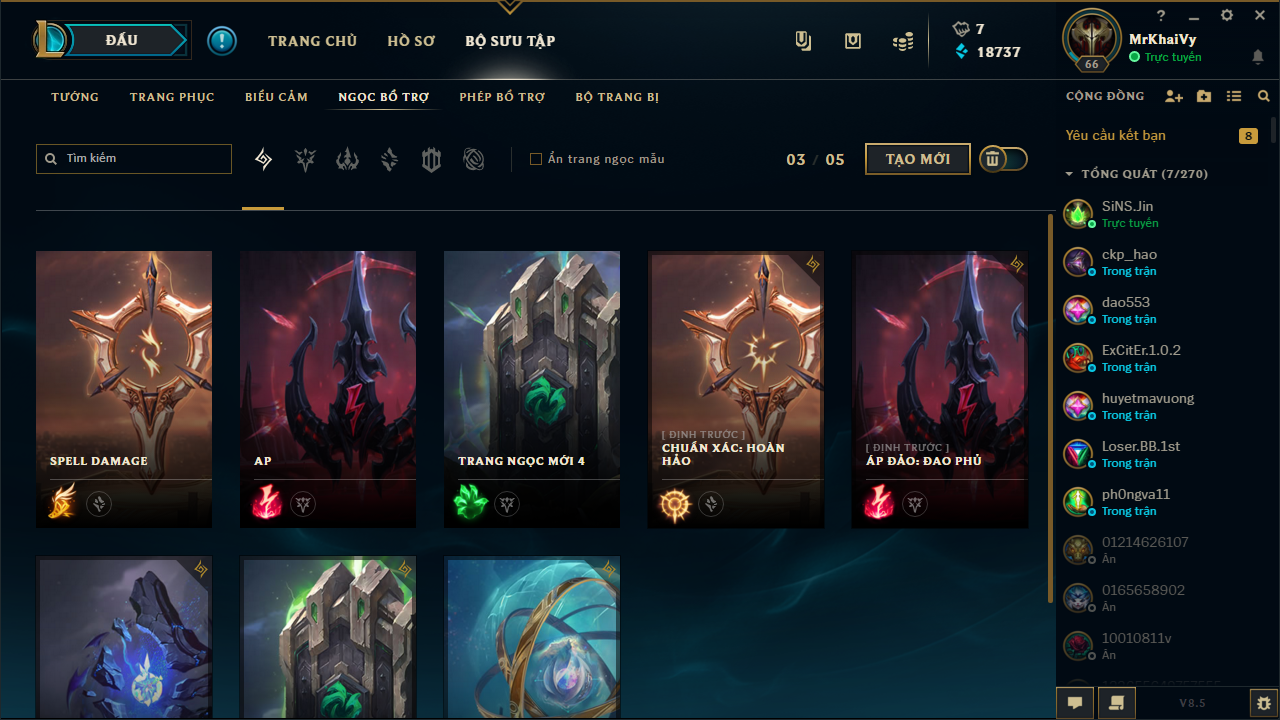 ĐẤU
TRANG CHỦ
HỒ SƠ
BỘ SƯU TẬP
7
18737
66
MrKhaiVy
Trực tuyến
TƯỚNG
TRANG PHỤC
BIỂU CẢM
NGỌC BỔ TRỢ
PHÉP BỔ TRỢ
BỘ TRANG BỊ
Tìm kiếm
Ẩn trang ngọc mẫu
03 / 05
TẠO MỚI
SPELL DAMAGE
AP
TRANG NGỌC MỚI 4
[ ĐỊNH TRƯỚC ]
CHUẨN XÁC: HOÀN
HẢO
[ ĐỊNH TRƯỚC ]
ÁP ĐẢO: ĐAO PHỦ
CỘNG ĐỒNG
Yêu cầu kết bạn
8
TỔNG QUÁT (7/270)
SiNS.Jin
Trực tuyến
ckp_hao
Trong trận
dao553
Trong trận
ExCitEr.1.0.2
Trong trận
huyetmavuong
Trong trận
Loser.BB.1st
Trong trận
ph0ngva11
Trong trận
01214626107
Ẩn
0165658902
Ẩn
10010811v
Ẩn
V8.5